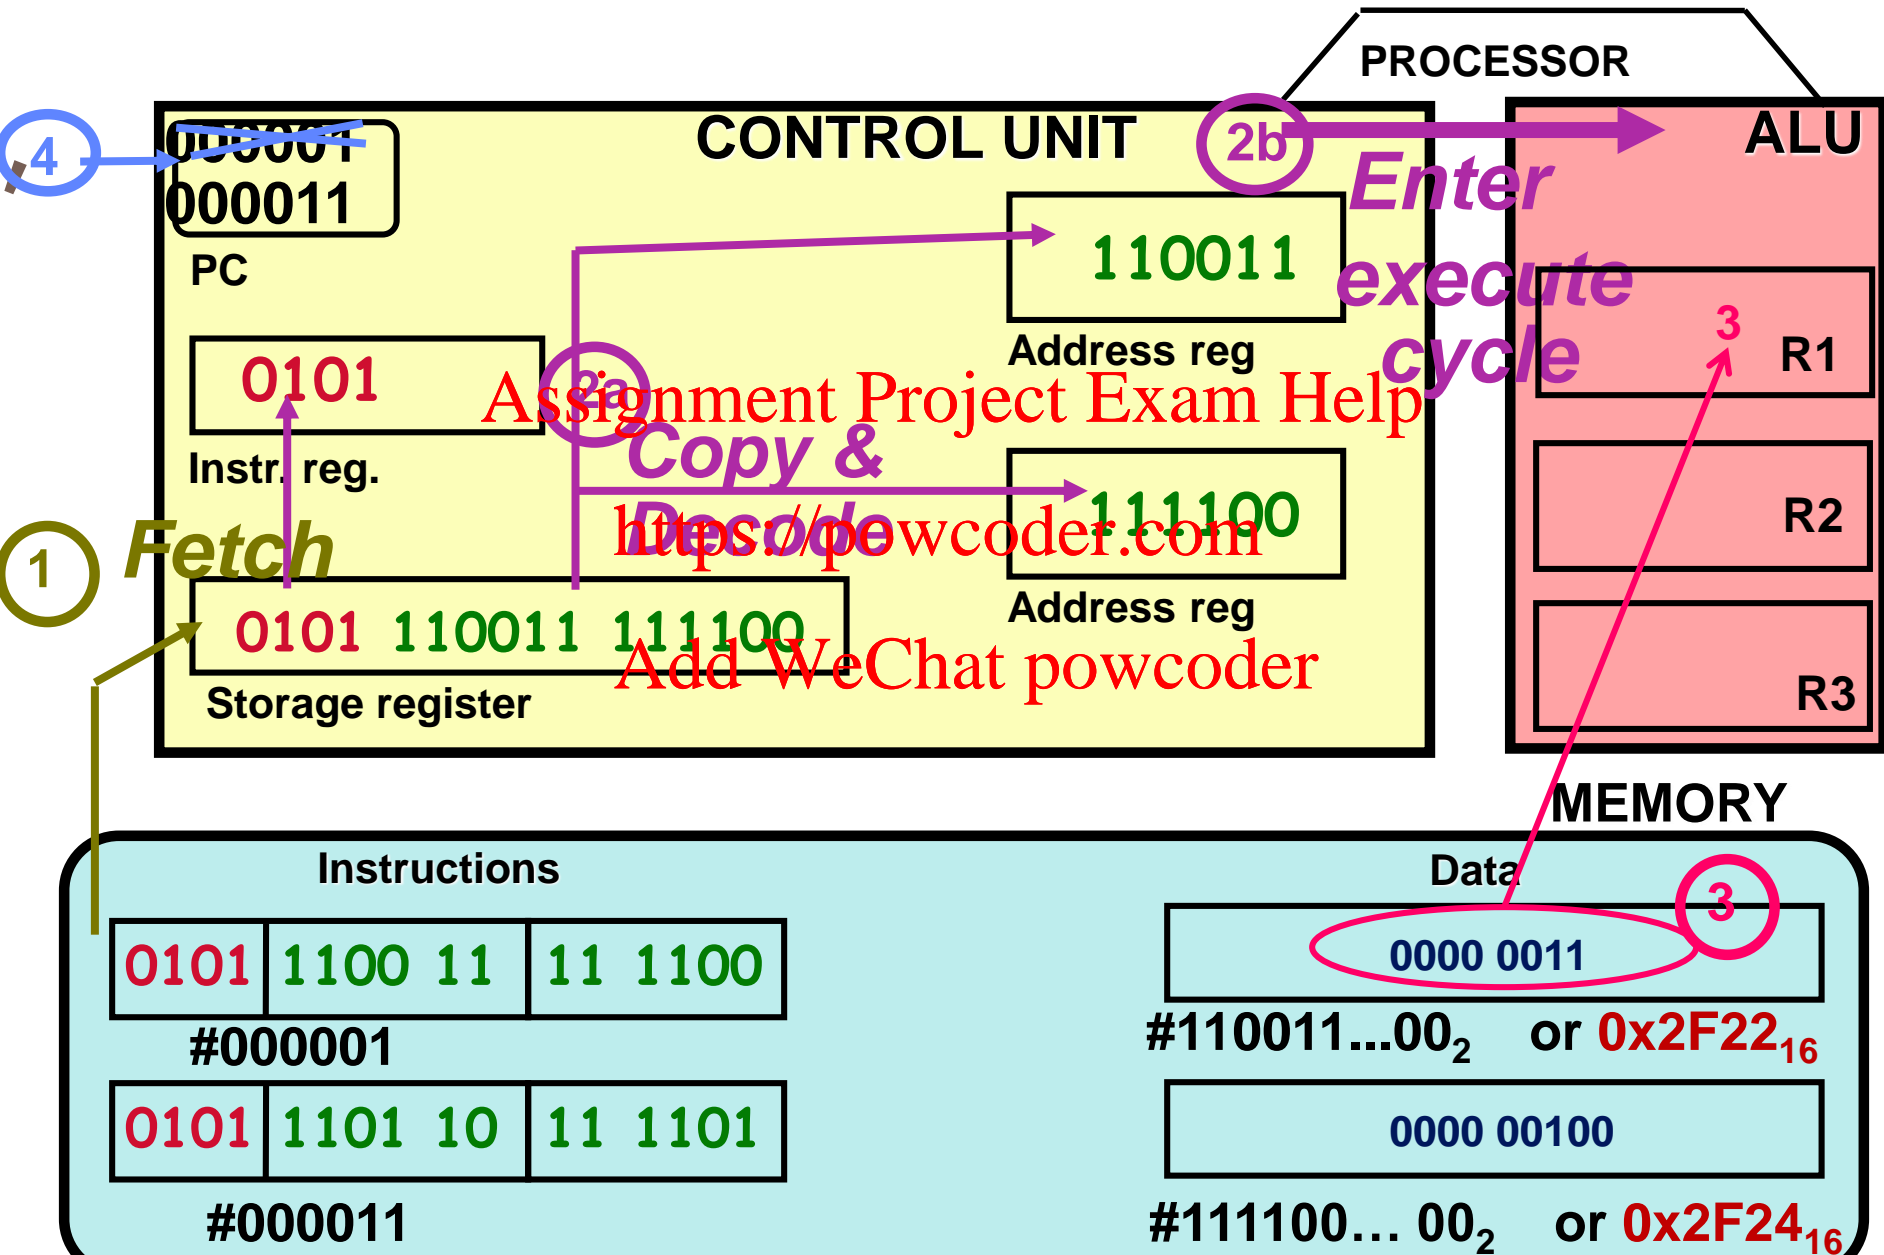 PROCESSOR
4
000001
000011
PC
CONTROL UNIT
2b
ALU
Enter
execute
cycle
110011
Address reg
3
R1
0101
Instr. reg.
2a
Copy &
Decode
Assignment Project Exam Help
111100
Address reg
https://powcoder.com
R2
1
Fetch
0101 110011 111100
Storage register
Add WeChat powcoder
R3
MEMORY
Instructions
Data
3
0101 1100 11 11 1100
#000001
0000 0011
#110011...00₂ or 0x2F22₁₆
0101 1101 10 11 1101
#000011
0000 00100
#111100... 00₂ or 0x2F24₁₆